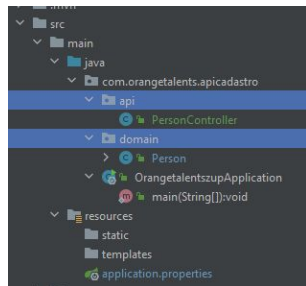 .mvn
src
main
java
com.orangetalents.apicadastro
api
PersonController
domain
Person
OrangetalentszupApplication
main(String[]):void
resources
static
templates
application.properties